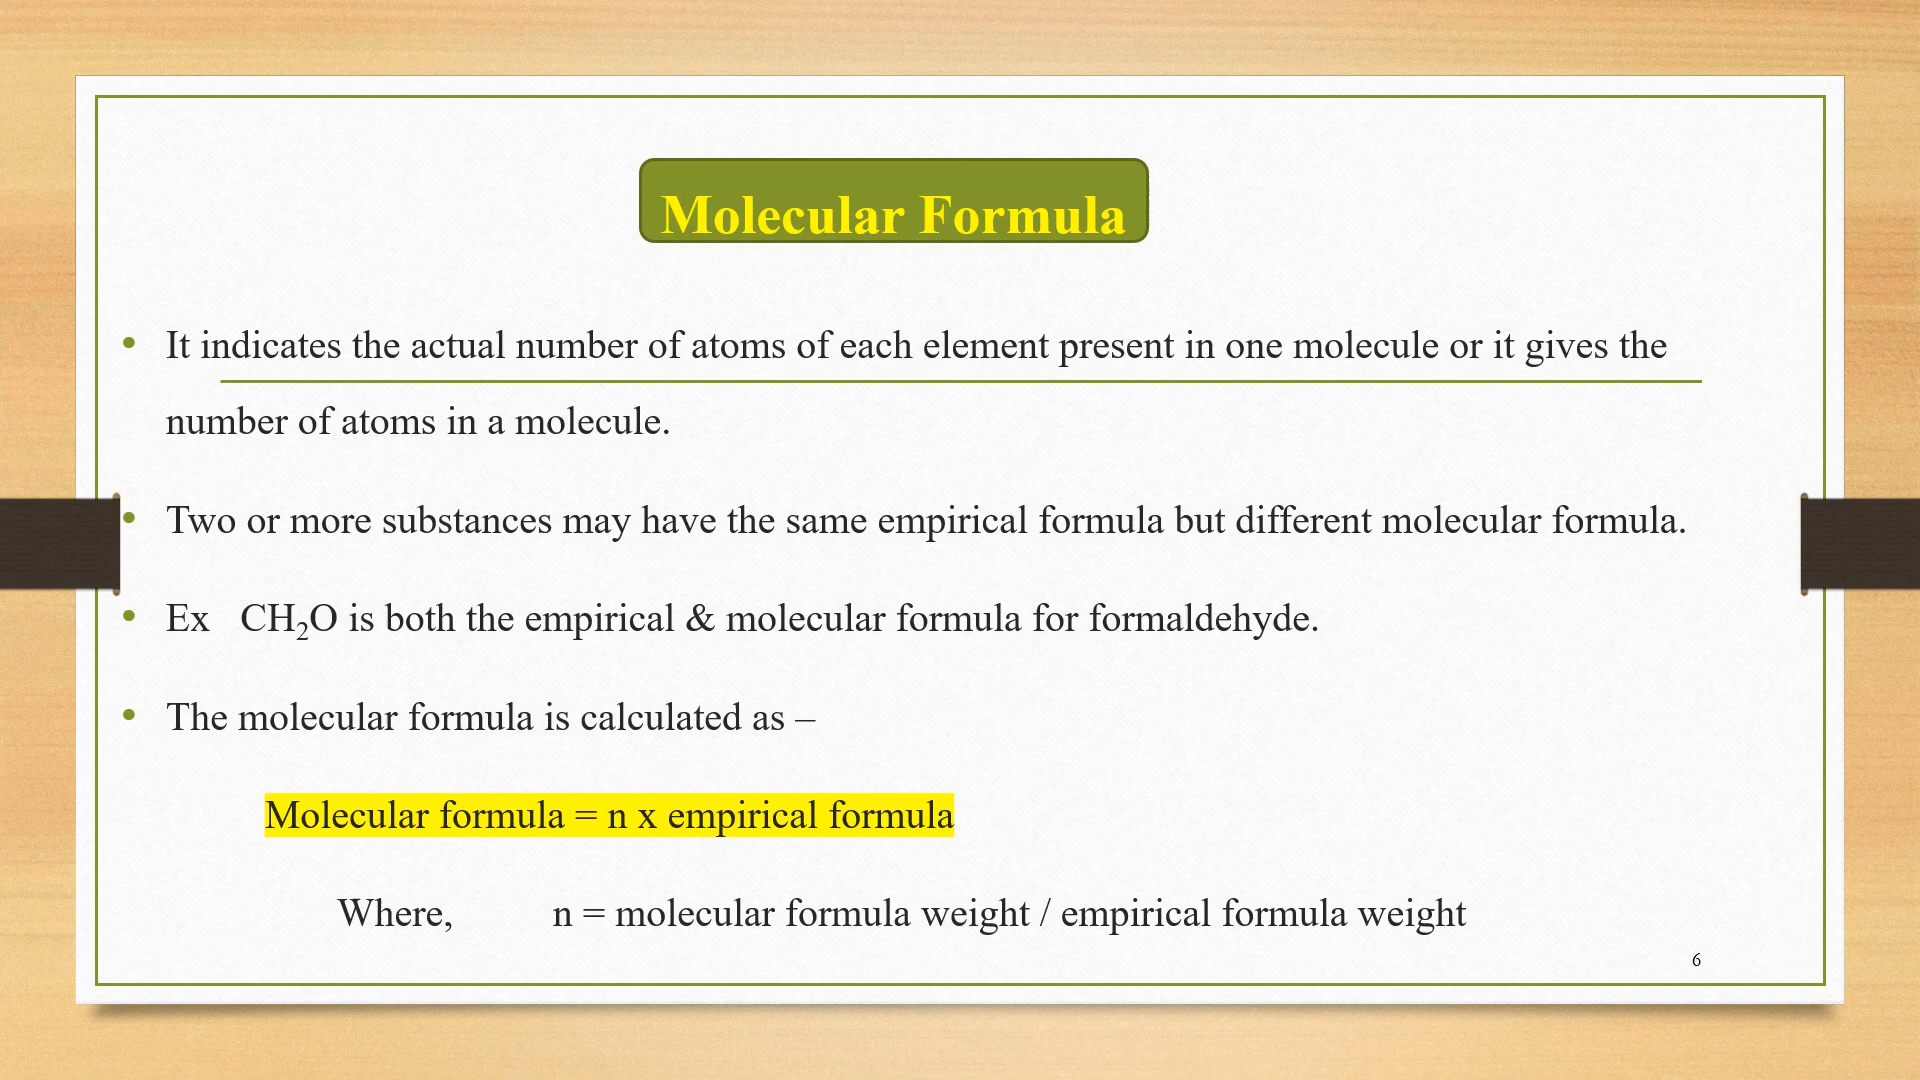 Molecular Formula
• It indicates the actual number of atoms of each element present in one molecule or it gives the
number of atoms in a molecule.
• Two or more substances may have the same empirical formula but different molecular formula.
• Ex CH₂O is both the empirical & molecular formula for formaldehyde.
• The molecular formula is calculated as –
Molecular formula = n x empirical formula
Where, n = molecular formula weight / empirical formula weight
6